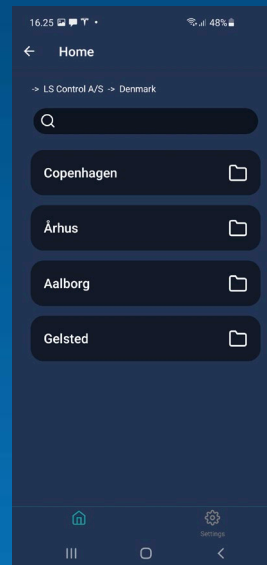 16.25
48%
Home
-> LS Control A/S -> Denmark
Copenhagen
Århus
Aalborg
Gelsted
Settings